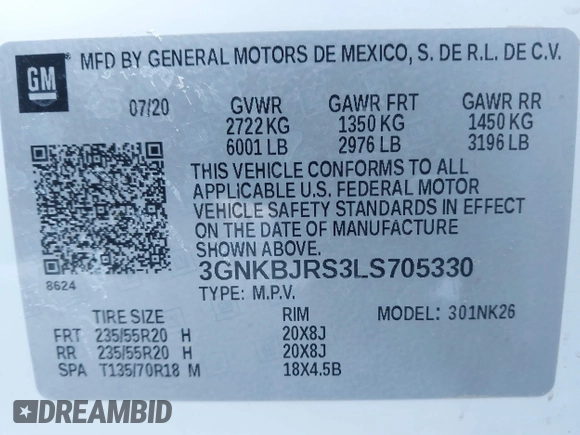 GM
MFD BY GENERAL MOTORS DE MEXICO, S. DE R.L. DE C.V.
07/20 GVWR GAWR FRT GAWR RR
2722 KG 1350 KG 1450 KG
6001 LB 2976 LB 3196 LB
THIS VEHICLE CONFORMS TO ALL
APPLICABLE U.S. FEDERAL MOTOR
VEHICLE SAFETY STANDARDS IN EFFECT
ON THE DATE OF MANUFACTURE
SHOWN ABOVE.
8624 3GNKBJRS3LS705330
TYPE: M.P.V.
TIRE SIZE RIM MODEL: 301NK26
FRT 235/55R20 H 20X8J
RR 235/55R20 H 20X8J
SPA T135/70R18 M 18X4.5B
DREAMBID